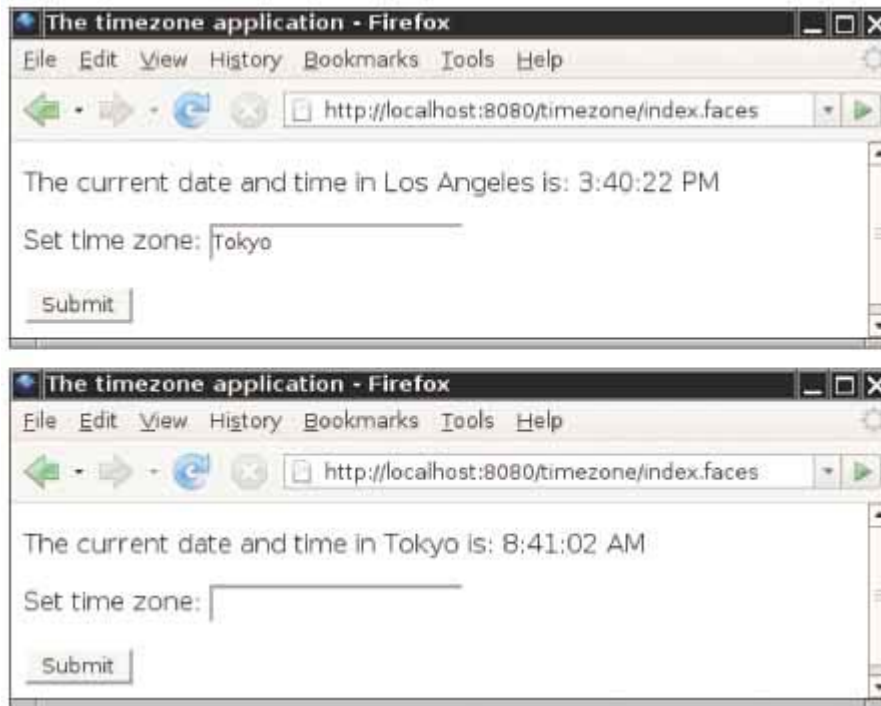 The timezone application - Firefox
File Edit View History Bookmarks Tools Help
http://localhost:8080/timezone/index.faces
The current date and time in Los Angeles is: 3:40:22 PM
Set time zone: Tokyo
Submit
The timezone application - Firefox
File Edit View History Bookmarks Tools Help
http://localhost:8080/timezone/index.faces
The current date and time in Tokyo is: 8:41:02 AM
Set time zone:
Submit